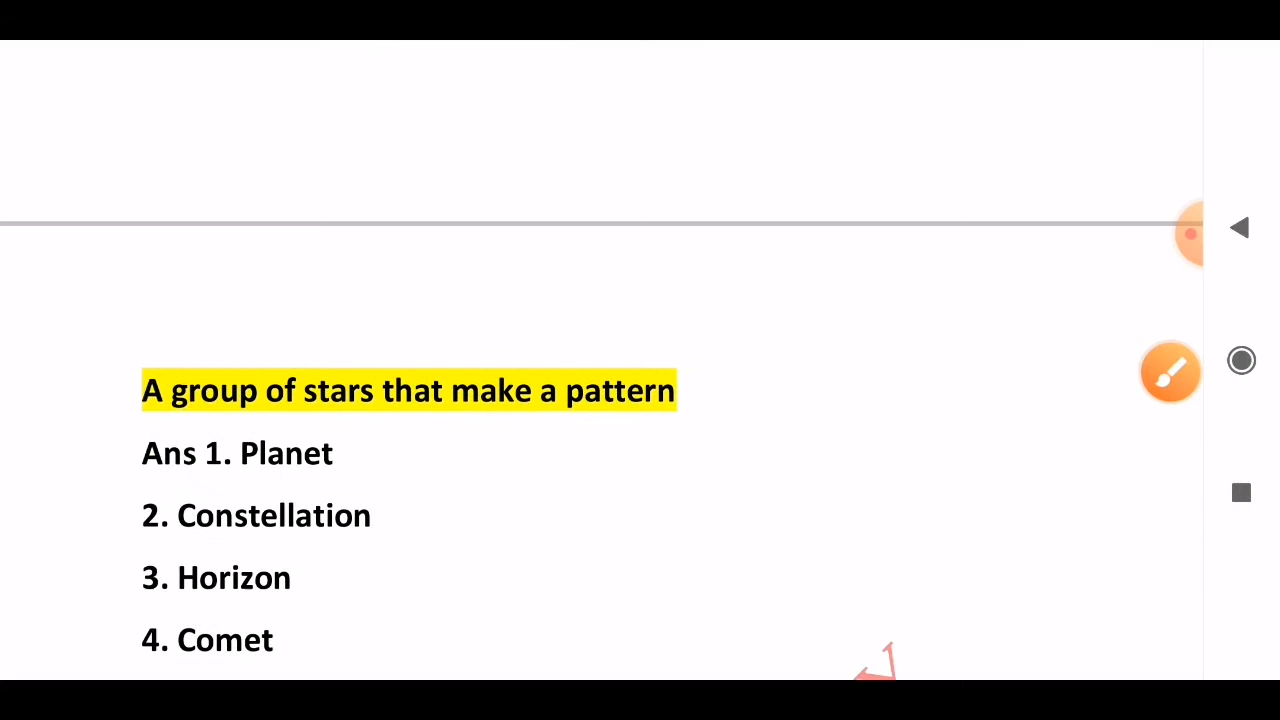 A group of stars that make a pattern
Ans 1. Planet
2. Constellation
3. Horizon
4. Comet